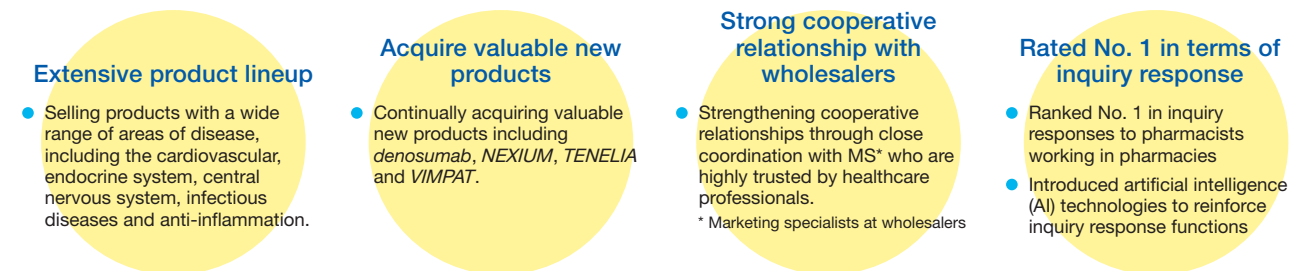 Extensive product lineup
● Selling products with a wide
range of areas of disease,
including the cardiovascular,
endocrine system, central
nervous system, infectious
diseases and anti-inflammation.
Acquire valuable new
products
● Continually acquiring valuable
new products including
denosumab, NEXIUM, TENELIA
and VIMPAT.
Strong cooperative
relationship with
wholesalers
● Strengthening cooperative
relationships through close
coordination with MS* who are
highly trusted by healthcare
professionals.
* Marketing specialists at wholesalers
Rated No. 1 in terms of
inquiry response
● Ranked No. 1 in inquiry
responses to pharmacists
working in pharmacies
● Introduced artificial intelligence
(AI) technologies to reinforce
inquiry response functions